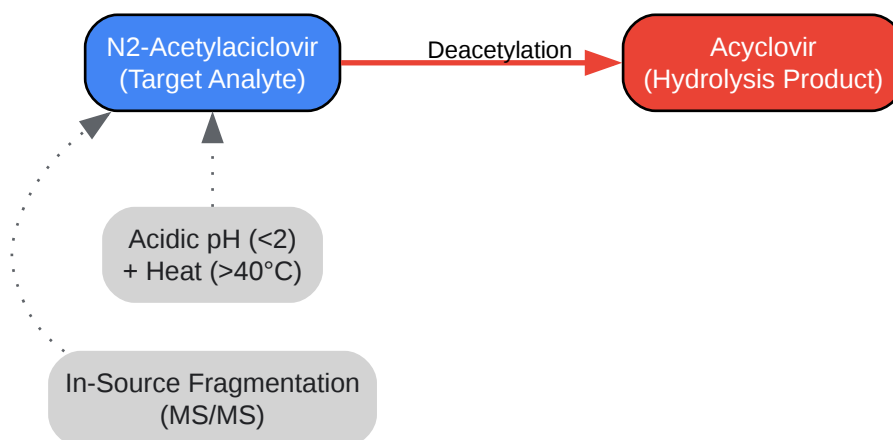 N2-Acetylaciclovir
(Target Analyte)
Deacetylation
Acyclovir
(Hydrolysis Product)
Acidic pH (<2)
+ Heat (>40°C)
In-Source Fragmentation
(MS/MS)